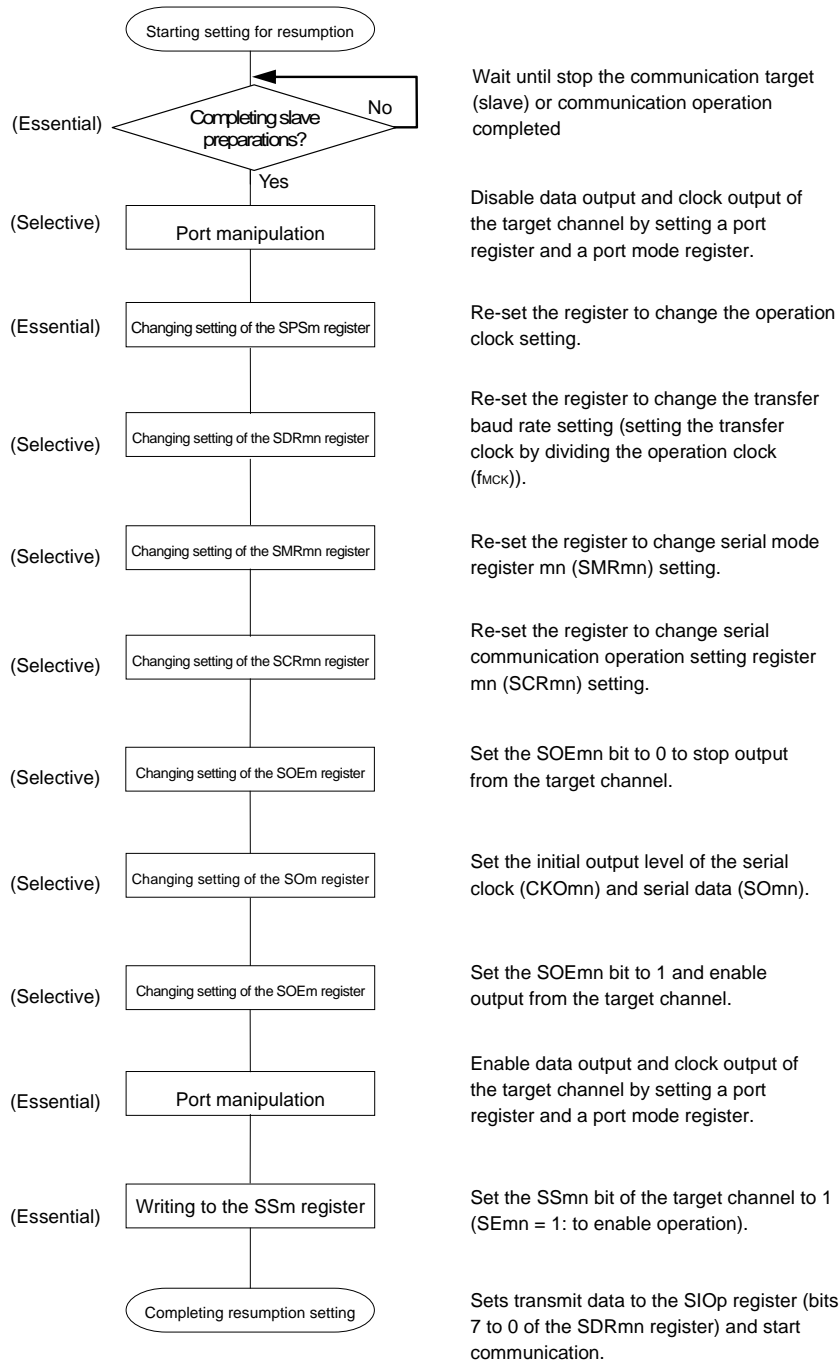 Starting setting for resumption
(Essential)
Completing slave
preparations?
No
Yes
Wait until stop the communication target
(slave) or communication operation
completed
(Selective)
Port manipulation
Disable data output and clock output of
the target channel by setting a port
register and a port mode register.
(Essential)
Changing setting of the SPSm register
Re-set the register to change the operation
clock setting.
(Selective)
Changing setting of the SDRmn register
Re-set the register to change the transfer
baud rate setting (setting the transfer
clock by dividing the operation clock
(fMCK)).
(Selective)
Changing setting of the SMRmn register
Re-set the register to change serial mode
register mn (SMRmn) setting.
(Selective)
Changing setting of the SCRmn register
Re-set the register to change serial
communication operation setting register
mn (SCRmn) setting.
(Selective)
Changing setting of the SOEm register
Set the SOEmn bit to 0 to stop output
from the target channel.
(Selective)
Changing setting of the SOm register
Set the initial output level of the serial
clock (CKOmn) and serial data (SOmn).
(Selective)
Changing setting of the SOEm register
Set the SOEmn bit to 1 and enable
output from the target channel.
(Essential)
Port manipulation
Enable data output and clock output of
the target channel by setting a port
register and a port mode register.
(Essential)
Writing to the SSm register
Set the SSmn bit of the target channel to 1
(SEmn = 1: to enable operation).
Completing resumption setting
Sets transmit data to the SIOp register (bits
7 to 0 of the SDRmn register) and start
communication.